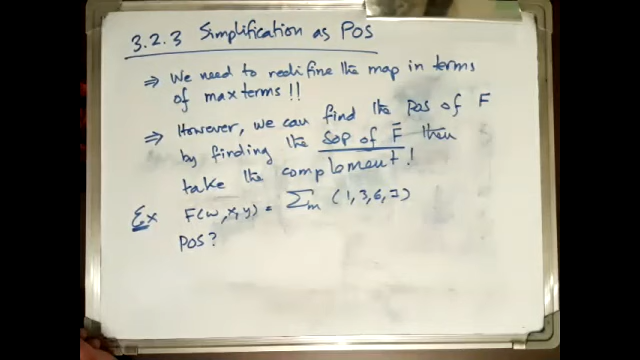 3.2.3 Simplification as POS
⇒ We need to redifine the map in terms
of maxterms !!
⇒ However, we can find the pos of F
by finding the SOP of F̅ then
take the complement!
Ex F(w,x,y) = Σm (1,3,6,7)
POS?